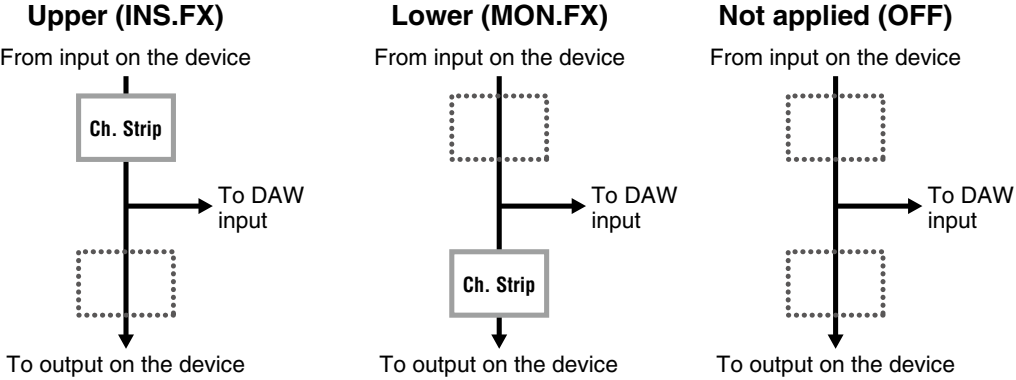 Upper (INS.FX)
From input on the device
Ch. Strip
To DAW
input
To output on the device
Lower (MON.FX)
From input on the device
To DAW
input
Ch. Strip
To output on the device
Not applied (OFF)
From input on the device
To DAW
input
To output on the device